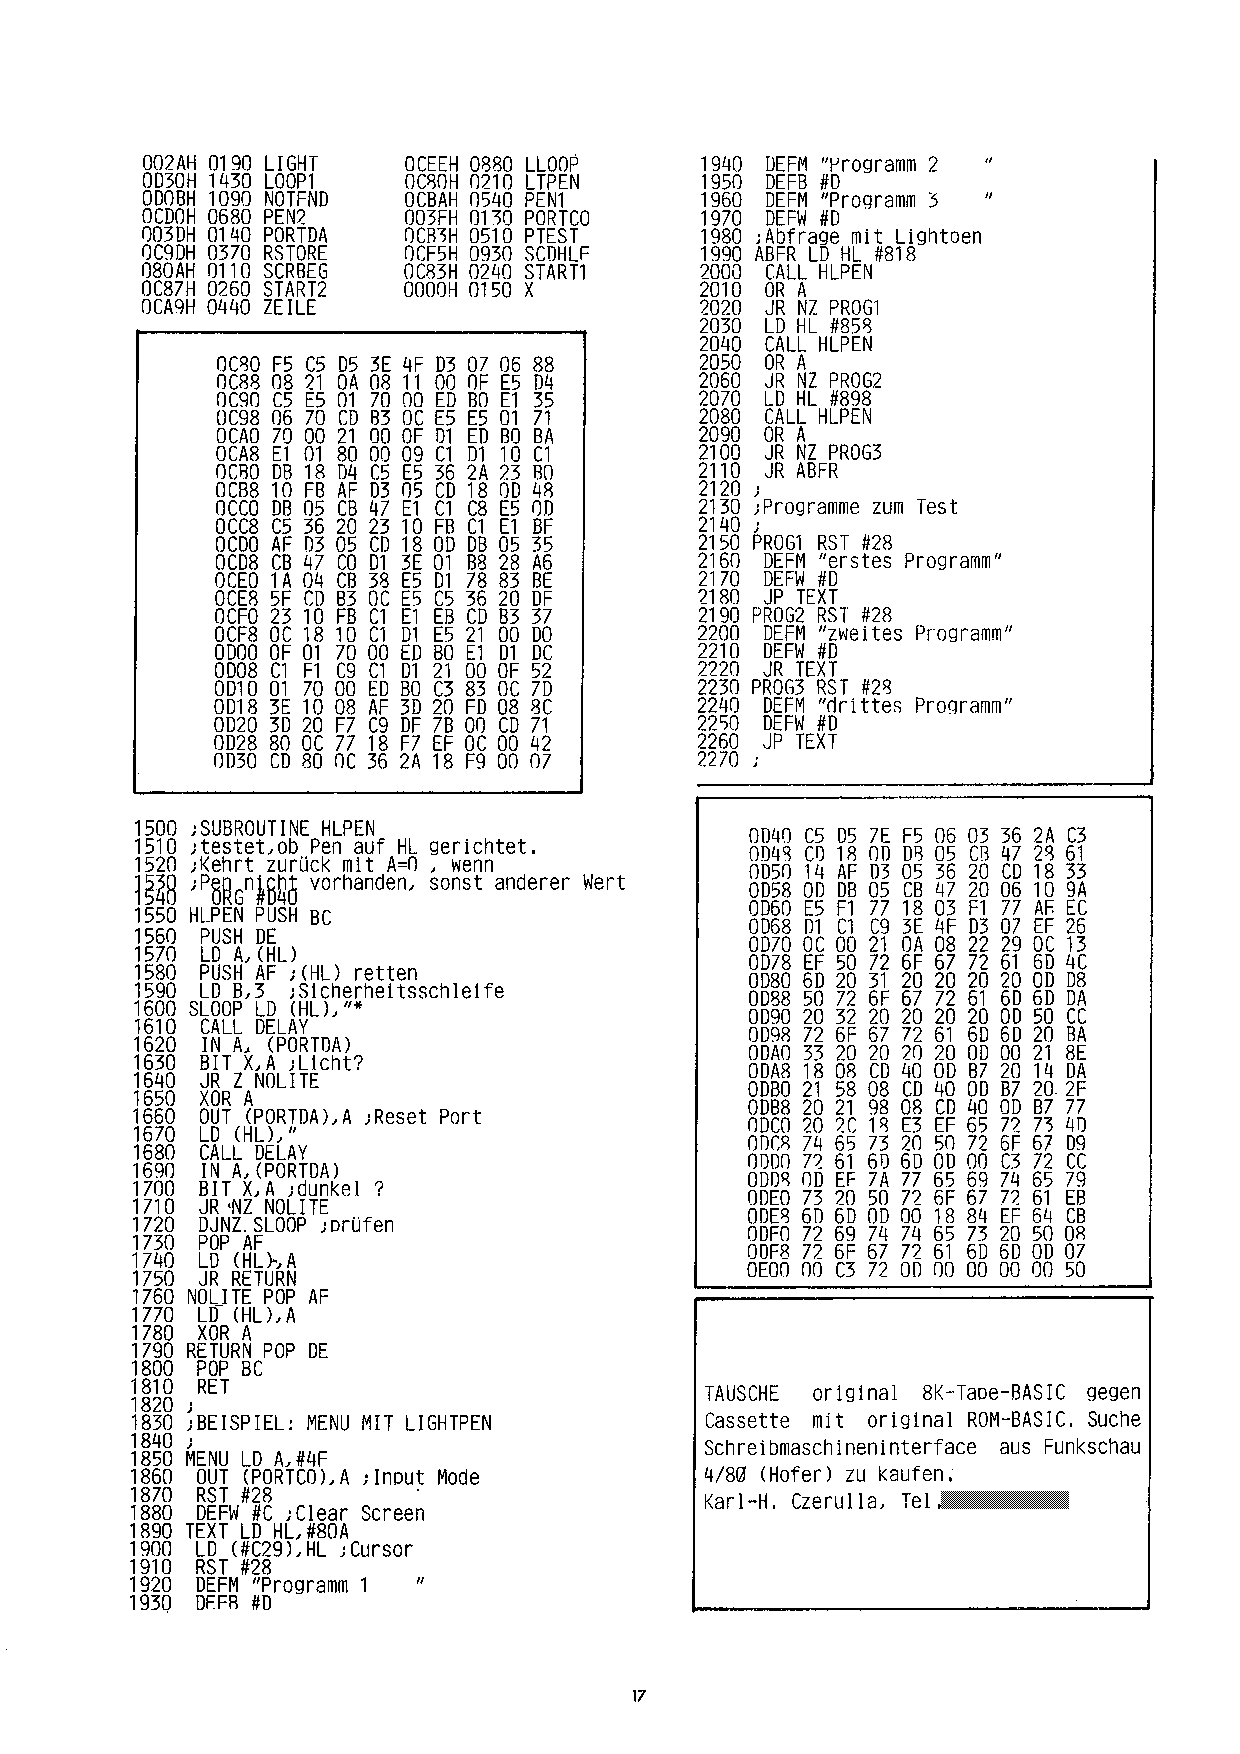 002AH 0190 LIGHT 0CEEH 0880 LLOOP
0D30H 1430 LOOP1 0C80H 0210 LTPEN
0D0BH 1090 NOTFND 0CBAH 0540 PEN1
0CD0H 0680 PEN2 003FH 0130 PORTCO
003DH 0140 PORTDA 0CB3H 0510 PTEST
0C9DH 0370 RSTORE 0CF5H 0930 SCDHLF
080AH 0110 SCRBEG 0C83H 0240 START1
0C87H 0260 START2 0000H 0150 X
0CA9H 0440 ZEILE
0C80 F5 C5 D5 3E 4F D3 07 06 88
0C88 08 21 0A 08 11 00 0F E5 D4
0C90 C5 E5 01 70 00 ED B0 E1 35
0C98 06 70 CD B3 0C E5 E5 01 71
0CA0 70 00 21 00 0F D1 ED B0 BA
0CA8 E1 01 80 00 09 C1 D1 10 C1
0CB0 DB 18 D4 C5 E5 36 2A 23 B0
0CB8 10 FB AF D3 05 CD 18 0D 48
0CC0 DB 05 CB 47 E1 C1 C8 E5 0D
0CC8 C5 36 20 23 10 FB C1 E1 BF
0CD0 AF D3 05 CD 18 0D DB 05 35
0CD8 CB 47 C0 D1 3E 01 B8 28 A6
0CE0 1A 04 CB 38 E5 D1 78 83 BE
0CE8 5F CD B3 0C E5 C5 36 20 DF
0CF0 23 10 FB C1 E1 EB CD B3 37
0CF8 0C 18 10 C1 D1 E5 21 00 D0
0D00 0F 01 70 00 ED B0 E1 D1 DC
0D08 C1 F1 C9 C1 D1 21 00 0F 52
0D10 01 70 00 ED B0 C3 83 0C 7D
0D18 3E 10 08 AF 3D 20 FD 08 8C
0D20 3D 20 F7 C9 DF 7B 00 CD 71
0D28 80 0C 77 18 F7 EF 0C 00 42
0D30 CD 80 0C 36 2A 18 F9 00 07
1500 ;SUBROUTINE HLPEN
1510 ;testet,ob Pen auf HL gerichtet.
1520 ;Kehrt zurück mit A=0 , wenn
1530 ;Pen nicht vorhanden, sonst anderer Wert
1540 ORG #D40
1550 HLPEN PUSH BC
1560 PUSH DE
1570 LD A,(HL)
1580 PUSH AF ;(HL) retten
1590 LD B,3 ;Sicherheitsschleife
1600 SLOOP LD (HL),"*
1610 CALL DELAY
1620 IN A, (PORTDA)
1630 BIT X,A ;Licht?
1640 JR Z NOLITE
1650 XOR A
1660 OUT (PORTDA),A ;Reset Port
1670 LD (HL),"
1680 CALL DELAY
1690 IN A,(PORTDA)
1700 BIT X,A ;dunkel ?
1710 JR NZ NOLITE
1720 DJNZ SLOOP ;prüfen
1730 POP AF
1740 LD (HL),A
1750 JR RETURN
1760 NOLITE POP AF
1770 LD (HL),A
1780 XOR A
1790 RETURN POP DE
1800 POP BC
1810 RET
1820 ;
1830 ;BEISPIEL: MENU MIT LIGHTPEN
1840 ;
1850 MENU LD A,#4F
1860 OUT (PORTCO),A ;Input Mode
1870 RST #28
1880 DEFW #C ;Clear Screen
1890 TEXT LD HL,#80A
1900 LD (#C29),HL ;Cursor
1910 RST #28
1920 DEFM "Programm 1 "
1930 DEFB #D
1940 DEFM "Programm 2 "
1950 DEFB #D
1960 DEFM "Programm 3 "
1970 DEFW #D
1980 ;Abfrage mit Lightpen
1990 ABFR LD HL #818
2000 CALL HLPEN
2010 OR A
2020 JR NZ PROG1
2030 LD HL #858
2040 CALL HLPEN
2050 OR A
2060 JR NZ PROG2
2070 LD HL #898
2080 CALL HLPEN
2090 OR A
2100 JR NZ PROG3
2110 JR ABFR
2120 ;
2130 ;Programme zum Test
2140 ;
2150 PROG1 RST #28
2160 DEFM "erstes Programm"
2170 DEFW #D
2180 JP TEXT
2190 PROG2 RST #28
2200 DEFM "zweites Programm"
2210 DEFW #D
2220 JR TEXT
2230 PROG3 RST #28
2240 DEFM "drittes Programm"
2250 DEFW #D
2260 JP TEXT
2270 ;
0D40 C5 D5 7E F5 06 03 36 2A C3
0D48 CD 18 0D DB 05 CB 47 28 61
0D50 14 AF D3 05 36 20 CD 18 33
0D58 0D DB 05 CB 47 20 06 10 9A
0D60 E5 F1 77 18 03 F1 77 AF EC
0D68 D1 C1 C9 3E 4F D3 07 EF 26
0D70 0C 00 21 0A 08 22 29 0C 13
0D78 EF 50 72 6F 67 72 61 6D 4C
0D80 6D 20 31 20 20 20 20 0D D8
0D88 50 72 6F 67 72 61 6D 6D DA
0D90 20 32 20 20 20 20 0D 50 CC
0D98 72 6F 67 72 61 6D 6D 20 BA
0DA0 33 20 20 20 20 0D 00 21 8E
0DA8 18 08 CD 40 0D B7 20 14 DA
0DB0 21 58 08 CD 40 0D B7 20 2F
0DB8 20 21 98 08 CD 40 0D B7 77
0DC0 20 2C 18 E3 EF 65 72 73 4D
0DC8 74 65 73 20 50 72 6F 67 D9
0DD0 72 61 6D 6D 0D 00 C3 72 CC
0DD8 0D EF 7A 77 65 69 74 65 79
0DE0 73 20 50 72 6F 67 72 61 EB
0DE8 6D 6D 0D 00 18 84 EF 64 CB
0DF0 72 69 74 74 65 73 20 50 08
0DF8 72 6F 67 72 61 6D 6D 0D 07
0E00 00 C3 72 0D 00 00 00 00 50
TAUSCHE original 8K-Tape-BASIC gegen
Cassette mit original ROM-BASIC. Suche
Schreibmaschineninterface aus Funkschau
4/80 (Hofer) zu kaufen.
Karl-H. Czerulla, Tel.
17